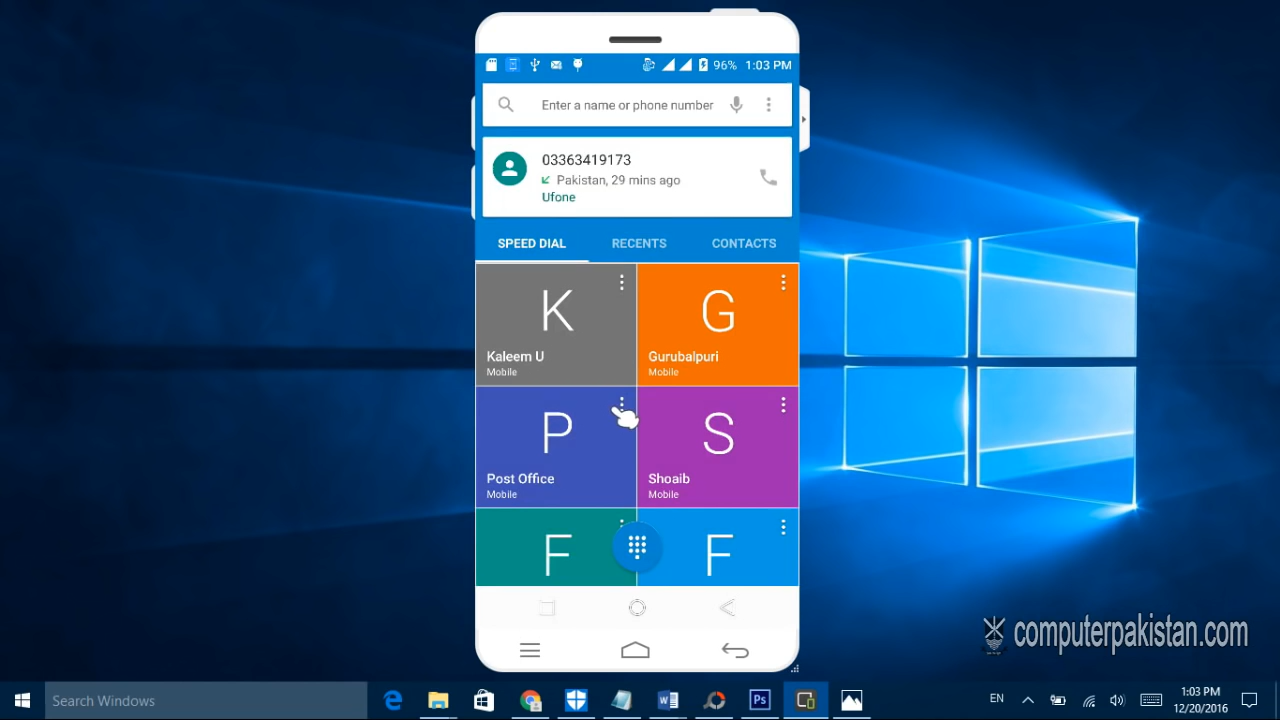 96% 1:03 PM
Enter a name or phone number
03363419173
Pakistan, 29 mins ago
Ufone
SPEED DIAL RECENTS CONTACTS
K
Kaleem U
Mobile
G
Gurubalpuri
Mobile
P
Post Office
Mobile
S
Shoaib
Mobile
F
F
computerpakistan.com
Search Windows
Ps
EN
1:03 PM
12/20/2016